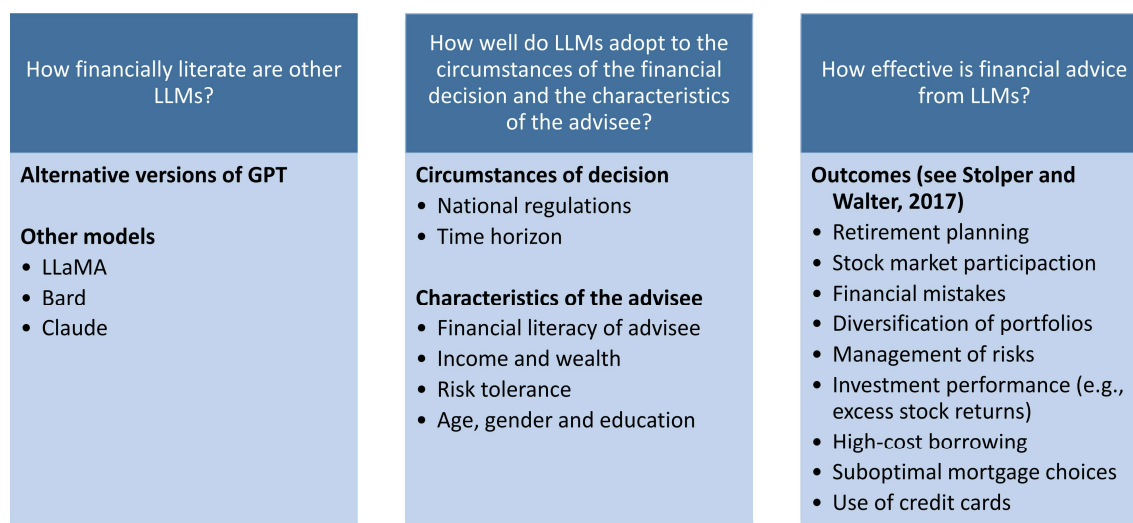 How financially literate are other
LLMs?
Alternative versions of GPT
Other models
• LLaMA
• Bard
• Claude
How well do LLMs adopt to the
circumstances of the financial
decision and the characteristics
of the advisee?
Circumstances of decision
• National regulations
• Time horizon
Characteristics of the advisee
• Financial literacy of advisee
• Income and wealth
• Risk tolerance
• Age, gender and education
How effective is financial advice
from LLMs?
Outcomes (see Stolper and
Walter, 2017)
• Retirement planning
• Stock market participaction
• Financial mistakes
• Diversification of portfolios
• Management of risks
• Investment performance (e.g.,
excess stock returns)
• High-cost borrowing
• Suboptimal mortgage choices
• Use of credit cards